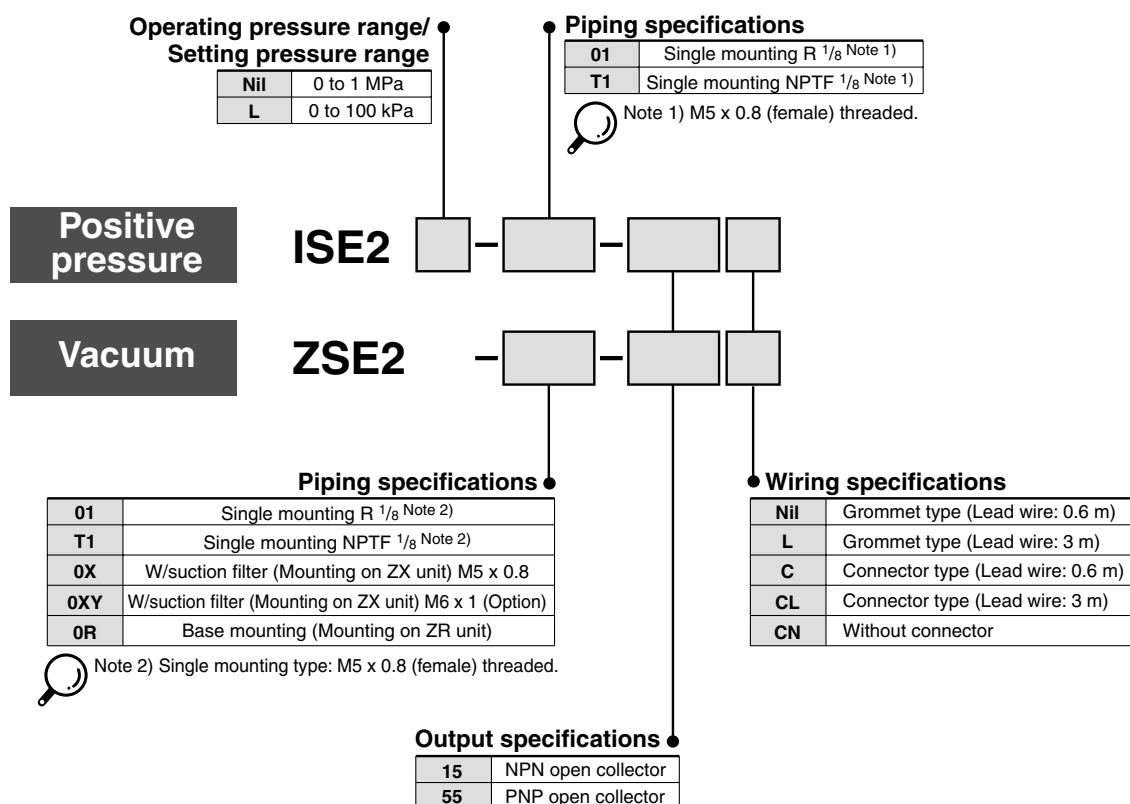 Operating pressure range/
Setting pressure range
Nil 0 to 1 MPa
L 0 to 100 kPa
Piping specifications
01 Single mounting R 1/8 Note 1)
T1 Single mounting NPTF 1/8 Note 1)
Note 1) M5 x 0.8 (female) threaded.
Positive
pressure
ISE2 - -
Vacuum
ZSE2 - -
Piping specifications
01 Single mounting R 1/8 Note 2)
T1 Single mounting NPTF 1/8 Note 2)
0X W/suction filter (Mounting on ZX unit) M5 x 0.8
0XY W/suction filter (Mounting on ZX unit) M6 x 1 (Option)
0R Base mounting (Mounting on ZR unit)
Note 2) Single mounting type: M5 x 0.8 (female) threaded.
Wiring specifications
Nil Grommet type (Lead wire: 0.6 m)
L Grommet type (Lead wire: 3 m)
C Connector type (Lead wire: 0.6 m)
CL Connector type (Lead wire: 3 m)
CN Without connector
Output specifications
15 NPN open collector
55 PNP open collector